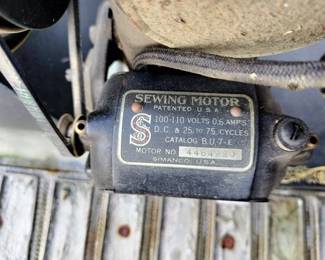 SEWING MOTOR
PATENTED U.S.A.
S 100-110 VOLTS 0.6 AMPS
D.C. & 25 TO 75 CYCLES
CATALOG B.U.7-E
MOTOR NO
SIMANCO, U.S.A.